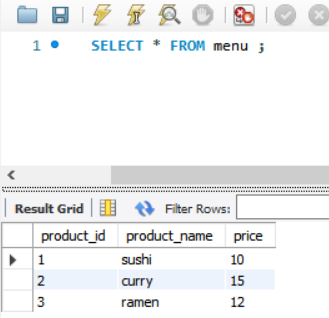 1 SELECT * FROM menu ;
Result Grid Filter Rows:
product_id product_name price
1 sushi 10
2 curry 15
3 ramen 12